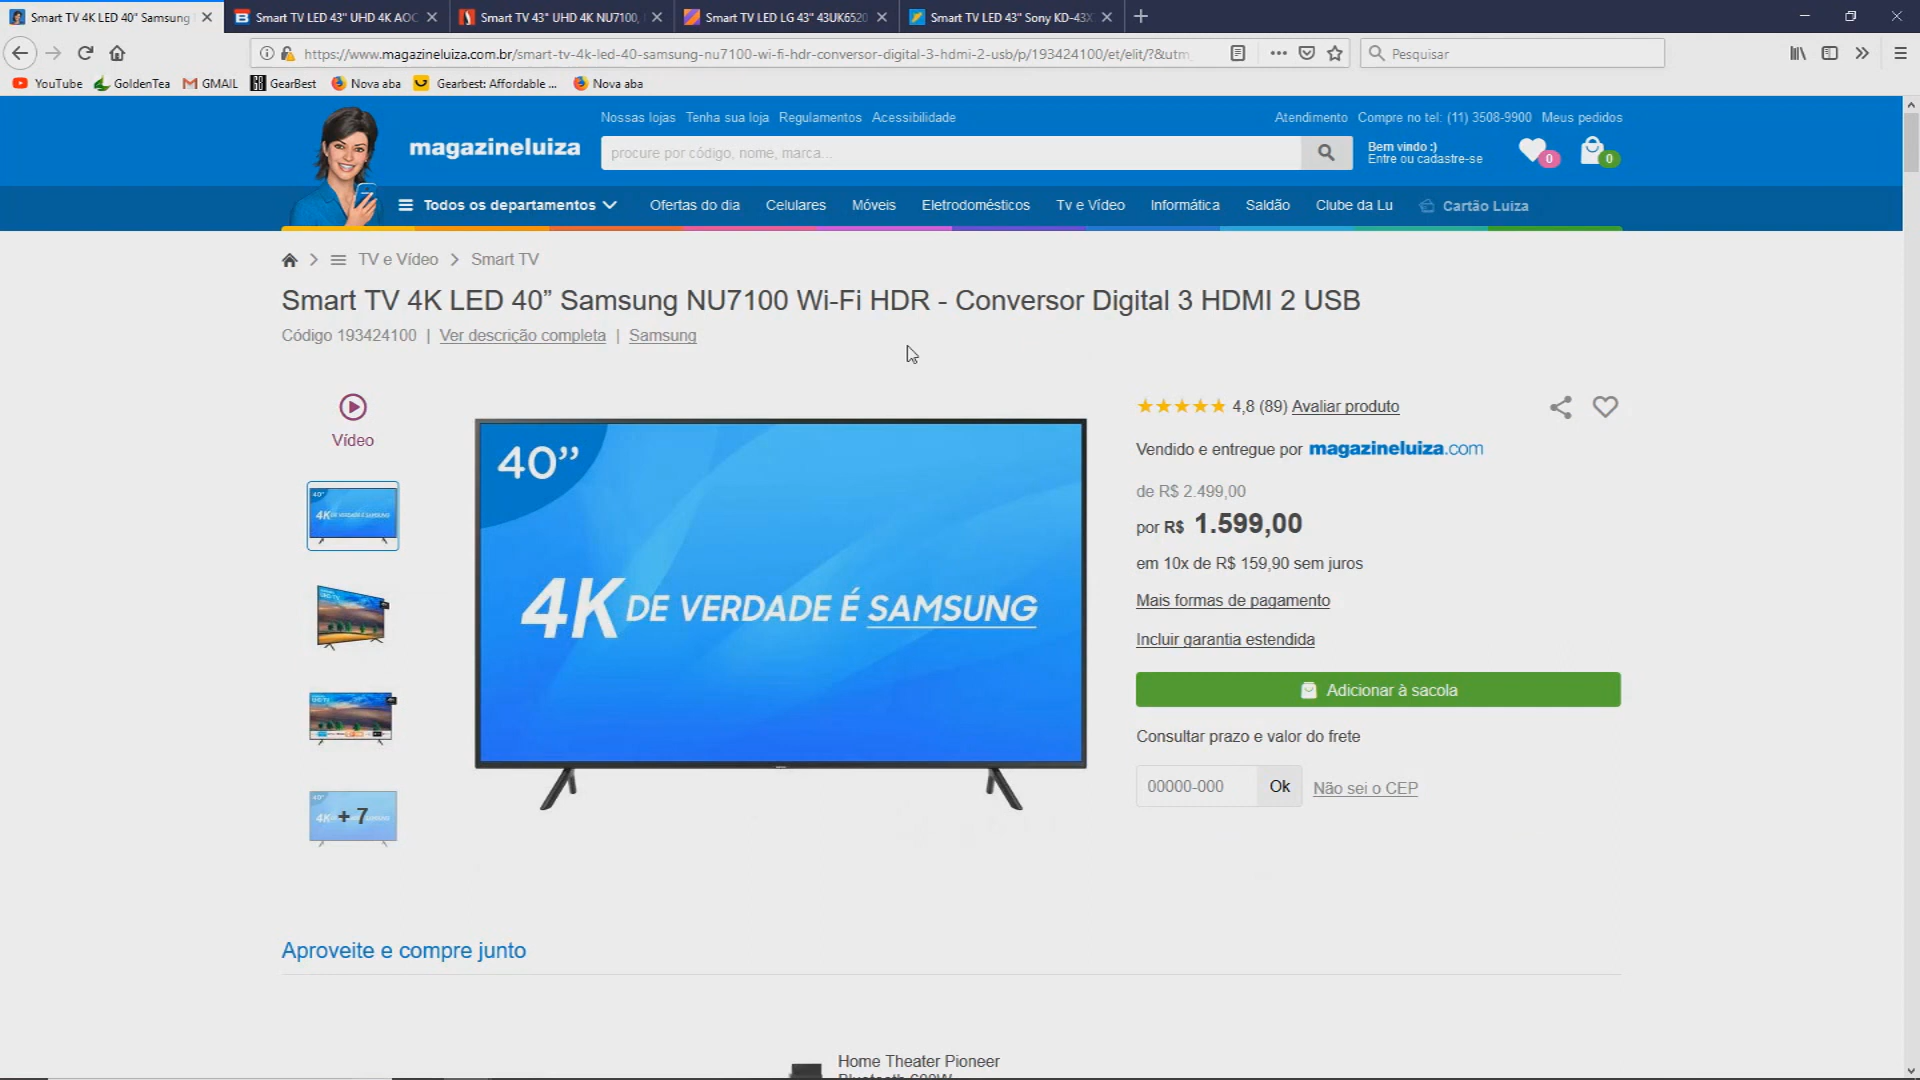 Smart TV 4K LED 40" Samsung
Smart TV LED 43" UHD 4K AOC
Smart TV 43" UHD 4K NU7100,
Smart TV LED LG 43" 43UK6520
Smart TV LED 43" Sony KD-43X
https://www.magazineluiza.com.br/smart-tv-4k-led-40-samsung-nu7100-wi-fi-hdr-conversor-digital-3-hdmi-2-usb/p/193424100/et/elit/?&utm_
Pesquisar
YouTube
GoldenTea
GMAIL
GearBest
Nova aba
Gearbest: Affordable ...
Nova aba
Nossas lojas Tenha sua loja Regulamentos Acessibilidade
Atendimento Compre no tel: (11) 3508-9900 Meus pedidos
magazineluiza
procure por código, nome, marca...
Bem vindo :)
Entre ou cadastre-se
0
0
Todos os departamentos
Ofertas do dia
Celulares
Móveis
Eletrodomésticos
Tv e Vídeo
Informática
Saldão
Clube da Lu
Cartão Luiza
TV e Vídeo
Smart TV
Smart TV 4K LED 40” Samsung NU7100 Wi-Fi HDR - Conversor Digital 3 HDMI 2 USB
Código 193424100 | Ver descrição completa | Samsung
Vídeo
40”
4K DE VERDADE É SAMSUNG
40”
4K DE VERDADE É SAMSUNG
+ 7
4,8 (89) Avaliar produto
Vendido e entregue por magazineluiza.com
de R$ 2.499,00
por R$ 1.599,00
em 10x de R$ 159,90 sem juros
Mais formas de pagamento
Incluir garantia estendida
Adicionar à sacola
Consultar prazo e valor do frete
00000-000
Ok
Não sei o CEP
Aproveite e compre junto
Home Theater Pioneer